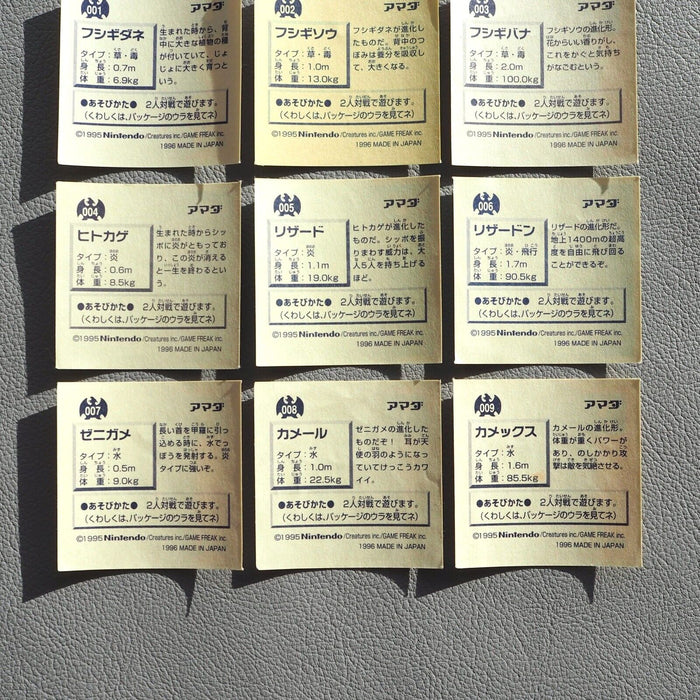 001
アマダ
フシギダネ
タイプ：草・毒
身長：0.7m
体重：6.9kg
生まれた時から、背
中に大きな植物の種
が付いていて、じょ
じょに大きく育つと
いう。
●あそびかた● 2人対戦で遊びます。
(くわしくは、パッケージのウラを見てネ)
©1995 Nintendo/Creatures inc./GAME FREAK inc.
1996 MADE IN JAPAN
002
アマダ
フシギソウ
タイプ：草・毒
身長：1.0m
体重：13.0kg
フシギダネが進化し
たものだ。背中のつ
ぼみは養分を吸収し
て、大きくなる。
●あそびかた● 2人対戦で遊びます。
(くわしくは、パッケージのウラを見てネ)
©1995 Nintendo/Creatures inc./GAME FREAK inc.
1996 MADE IN JAPAN
003
アマダ
フシギバナ
タイプ：草・毒
身長：2.0m
体重：100.0kg
フシギソウの進化形。
花からいい香りがし、
これをかぐと気持ち
がなごむという。
●あそびかた● 2人対戦で遊びます。
(くわしくは、パッケージのウラを見てネ)
©1995 Nintendo/Creatures inc./GAME FREAK inc.
1996 MADE IN JAPAN
004
アマダ
ヒトカゲ
タイプ：炎
身長：0.6m
体重：8.5kg
生まれた時からシッ
ポに炎がともってお
り、この炎が消える
と一生を終わるとい
う。
●あそびかた● 2人対戦で遊びます。
(くわしくは、パッケージのウラを見てネ)
©1995 Nintendo/Creatures inc./GAME FREAK inc.
1996 MADE IN JAPAN
005
アマダ
リザード
タイプ：炎
身長：1.1m
体重：19.0kg
ヒトカゲが進化した
ものだ。シッポを振
りまわす威力は、大
人5人を持ち上げる
ほど。
●あそびかた● 2人対戦で遊びます。
(くわしくは、パッケージのウラを見てネ)
©1995 Nintendo/Creatures inc./GAME FREAK inc.
1996 MADE IN JAPAN
006
アマダ
リザードン
タイプ：炎・飛行
身長：1.7m
体重：90.5kg
リザードの進化形だ。
地上1400mの超高
度を自由に飛び回る
ことができるぞ。
●あそびかた● 2人対戦で遊びます。
(くわしくは、パッケージのウラを見てネ)
©1995 Nintendo/Creatures inc./GAME FREAK inc.
1996 MADE IN JAPAN
007
アマダ
ゼニガメ
タイプ：水
身長：0.5m
体重：9.0kg
長い首を甲羅に引っ
込める時に、水でっ
ぽうを発射する。炎
タイプに強いぞ。
●あそびかた● 2人対戦で遊びます。
(くわしくは、パッケージのウラを見てネ)
©1995 Nintendo/Creatures inc./GAME FREAK inc.
1996 MADE IN JAPAN
008
アマダ
カメール
タイプ：水
身長：1.0m
体重：22.5kg
ゼニガメの進化した
ものだぞ! 耳が天
使の羽のようになっ
ていてけっこうカワ
イイ。
●あそびかた● 2人対戦で遊びます。
(くわしくは、パッケージのウラを見てネ)
©1995 Nintendo/Creatures inc./GAME FREAK inc.
1996 MADE IN JAPAN
009
アマダ
カメックス
タイプ：水
身長：1.6m
体重：85.5kg
カメールの進化形。
体重が重くパワーが
あり、のしかかり攻
撃は敵を気絶させる。
●あそびかた● 2人対戦で遊びます。
(くわしくは、パッケージのウラを見てネ)
©1995 Nintendo/Creatures inc./GAME FREAK inc.
1996 MADE IN JAPAN